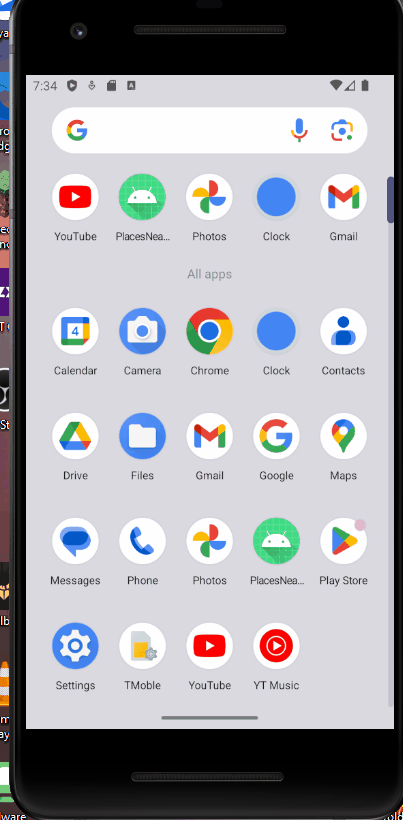 7:34
YouTube PlacesNea... Photos Clock Gmail
All apps
4
Calendar Camera Chrome Clock Contacts
Drive Files Gmail Google Maps
Messages Phone Photos PlacesNea... Play Store
Settings TMoble YouTube YT Music